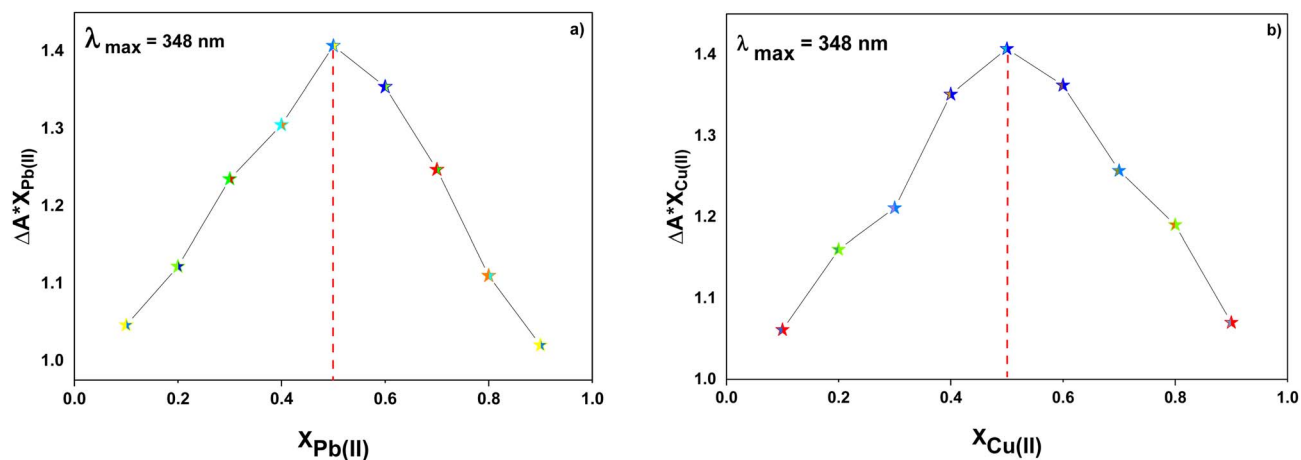 λmax = 348 nm
a)
ΔA*XPb(II)
1.4
1.3
1.2
1.1
1.0
0.0 0.2 0.4 0.6 0.8 1.0
XPb(II)
λmax = 348 nm
b)
ΔA*XCu(II)
1.4
1.3
1.2
1.1
1.0
0.0 0.2 0.4 0.6 0.8 1.0
XCu(II)